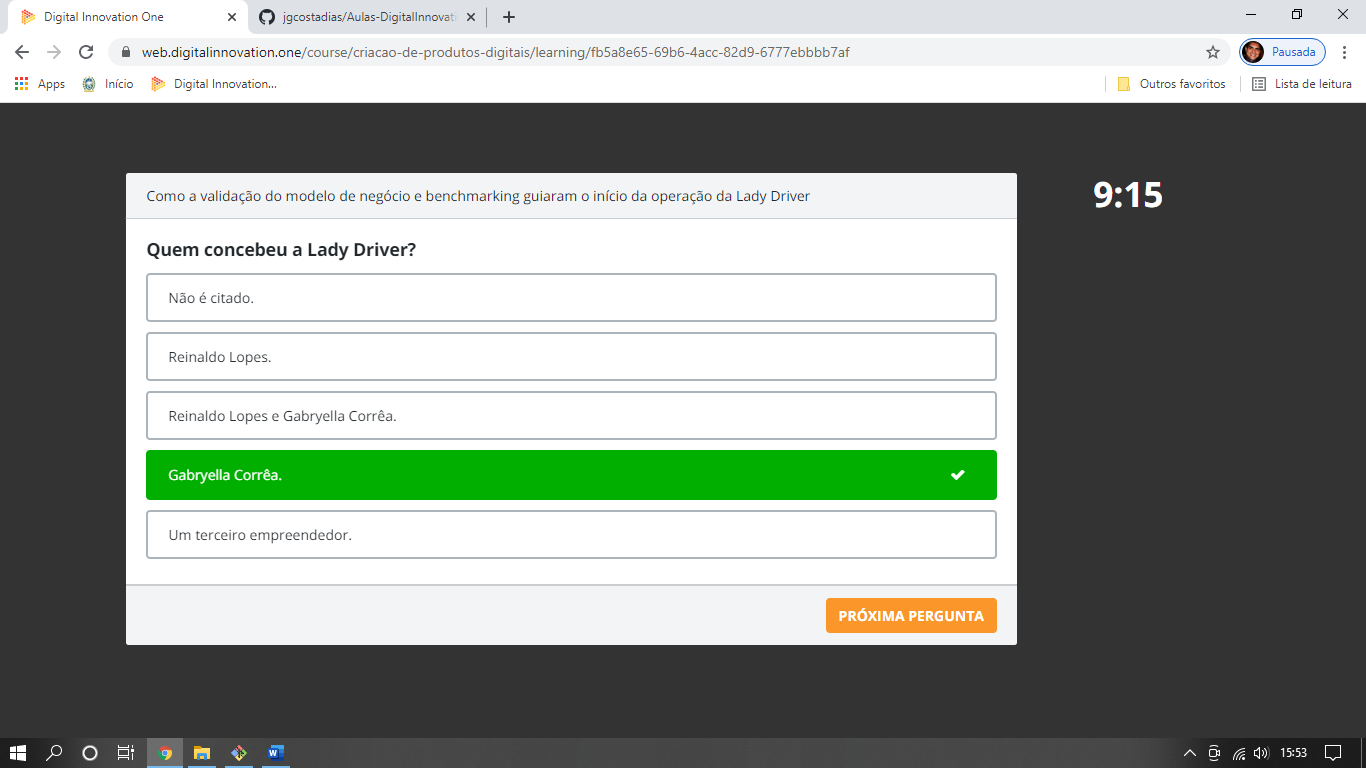 Digital Innovation One
jgcostadias/Aulas-DigitalInnovati
web.digitalinnovation.one/course/criacao-de-produtos-digitais/learning/fb5a8e65-69b6-4acc-82d9-6777ebbbb7af
Pausada
Apps
Início
Digital Innovation...
Outros favoritos
Lista de leitura
Como a validação do modelo de negócio e benchmarking guiaram o início da operação da Lady Driver
9:15
Quem concebeu a Lady Driver?
Não é citado.
Reinaldo Lopes.
Reinaldo Lopes e Gabryella Corrêa.
Gabryella Corrêa.
Um terceiro empreendedor.
PRÓXIMA PERGUNTA
15:53